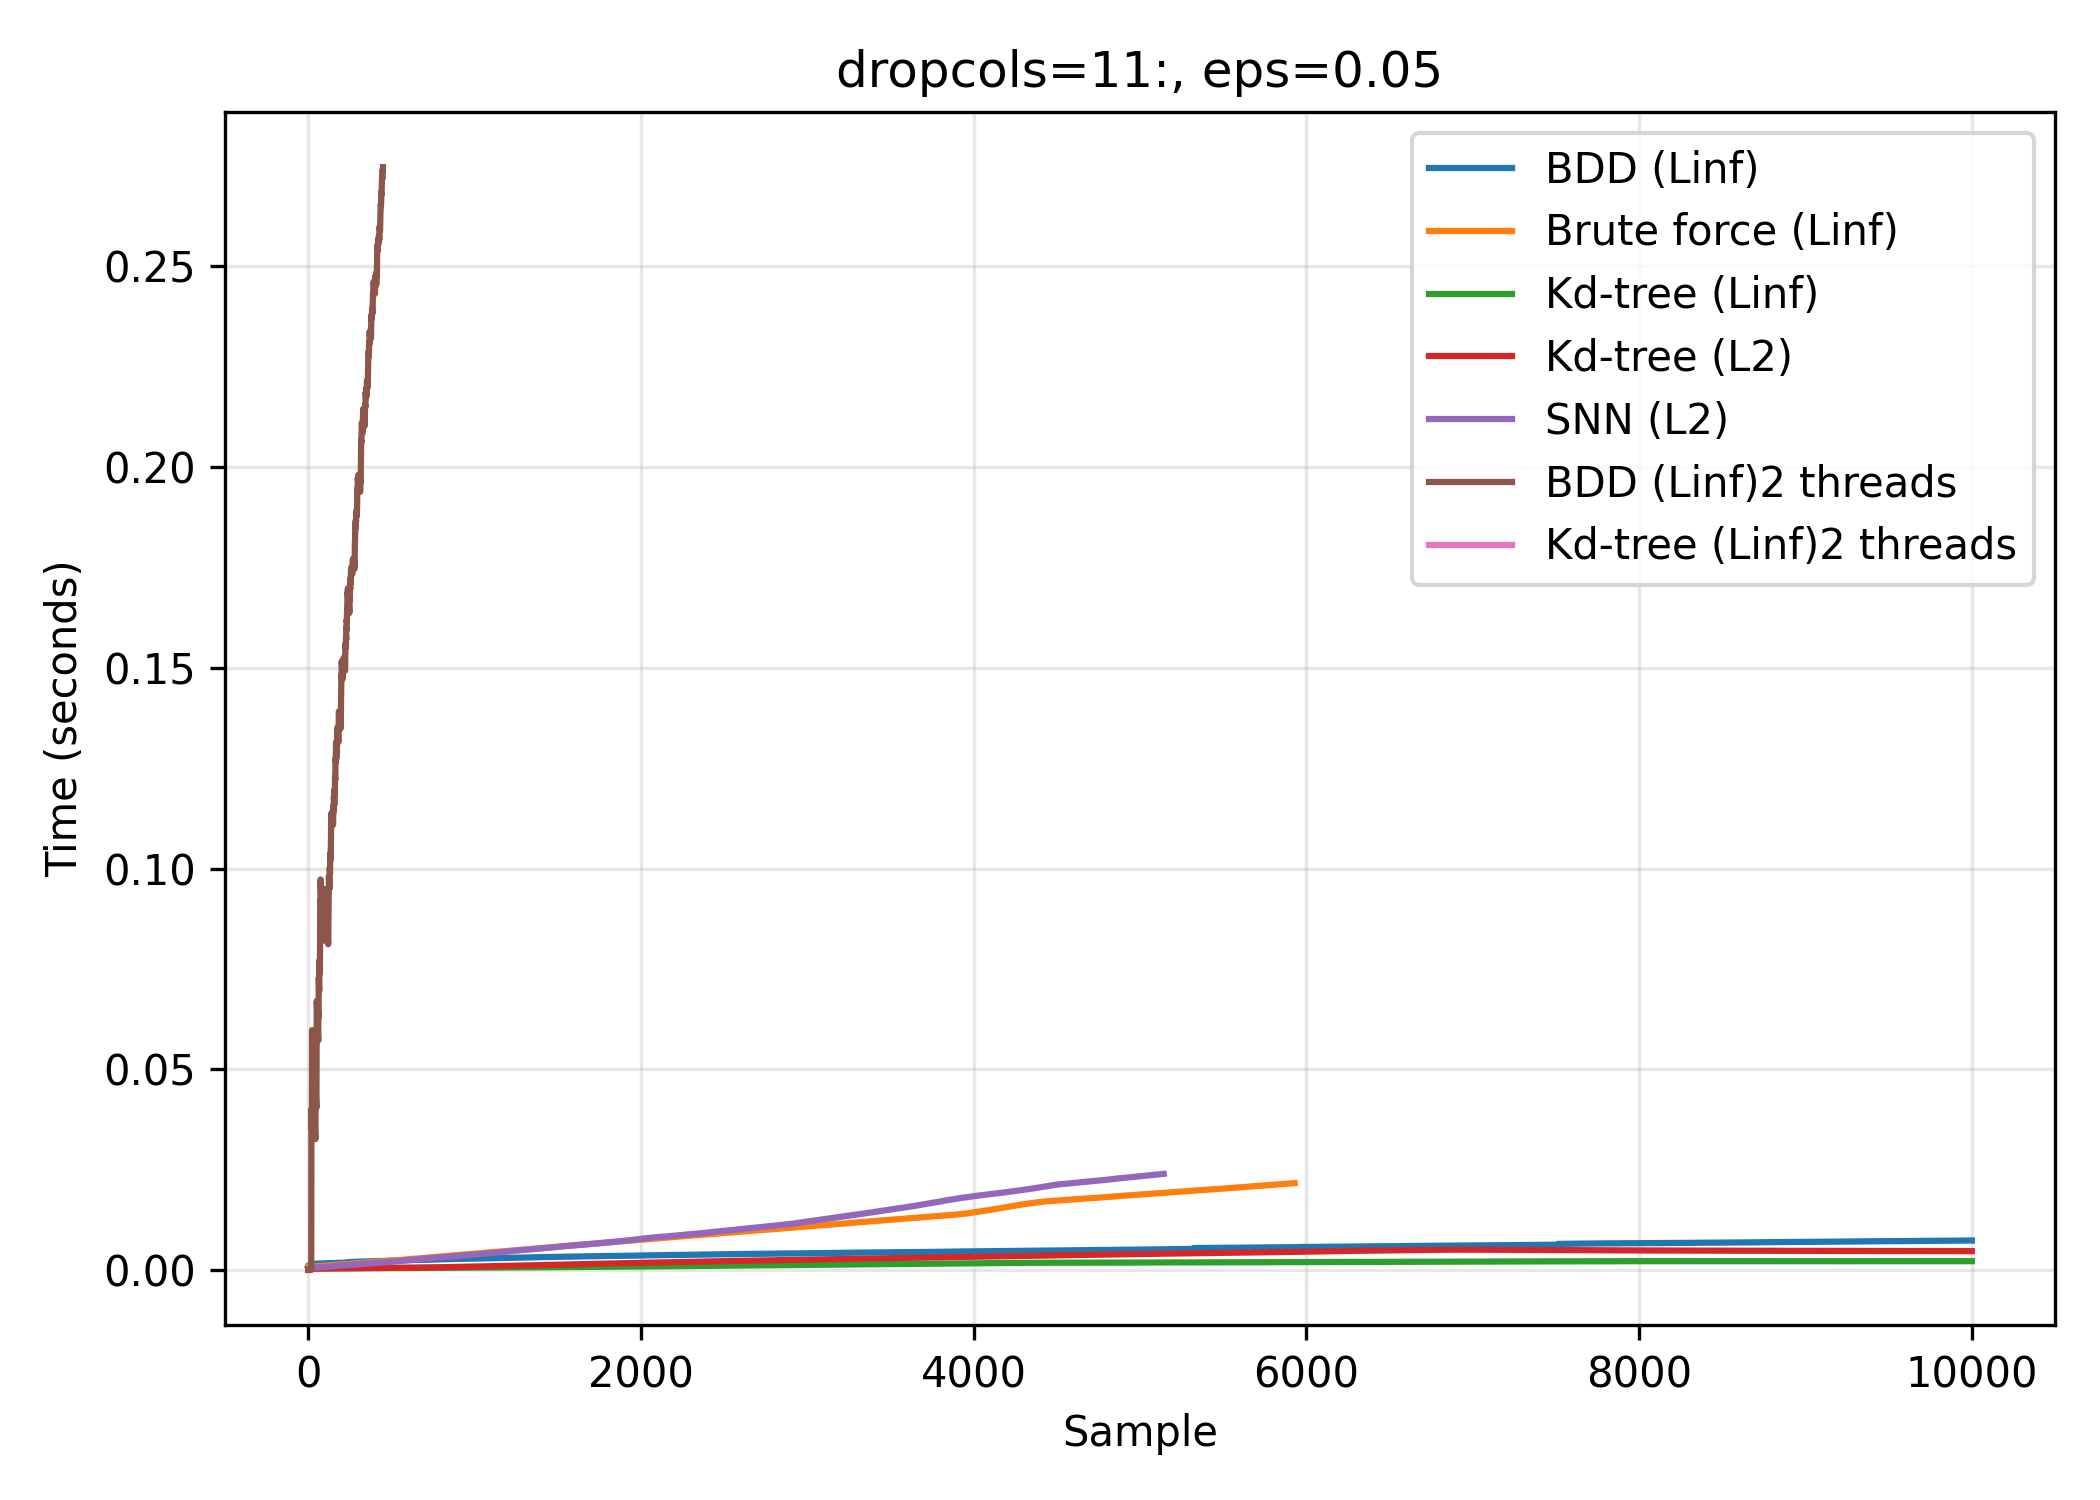 dropcols=11:, eps=0.05
BDD (Linf)
Brute force (Linf)
Kd-tree (Linf)
Kd-tree (L2)
SNN (L2)
BDD (Linf)2 threads
Kd-tree (Linf)2 threads
Time (seconds)
0.25
0.20
0.15
0.10
0.05
0.00
0 2000 4000 6000 8000 10000
Sample